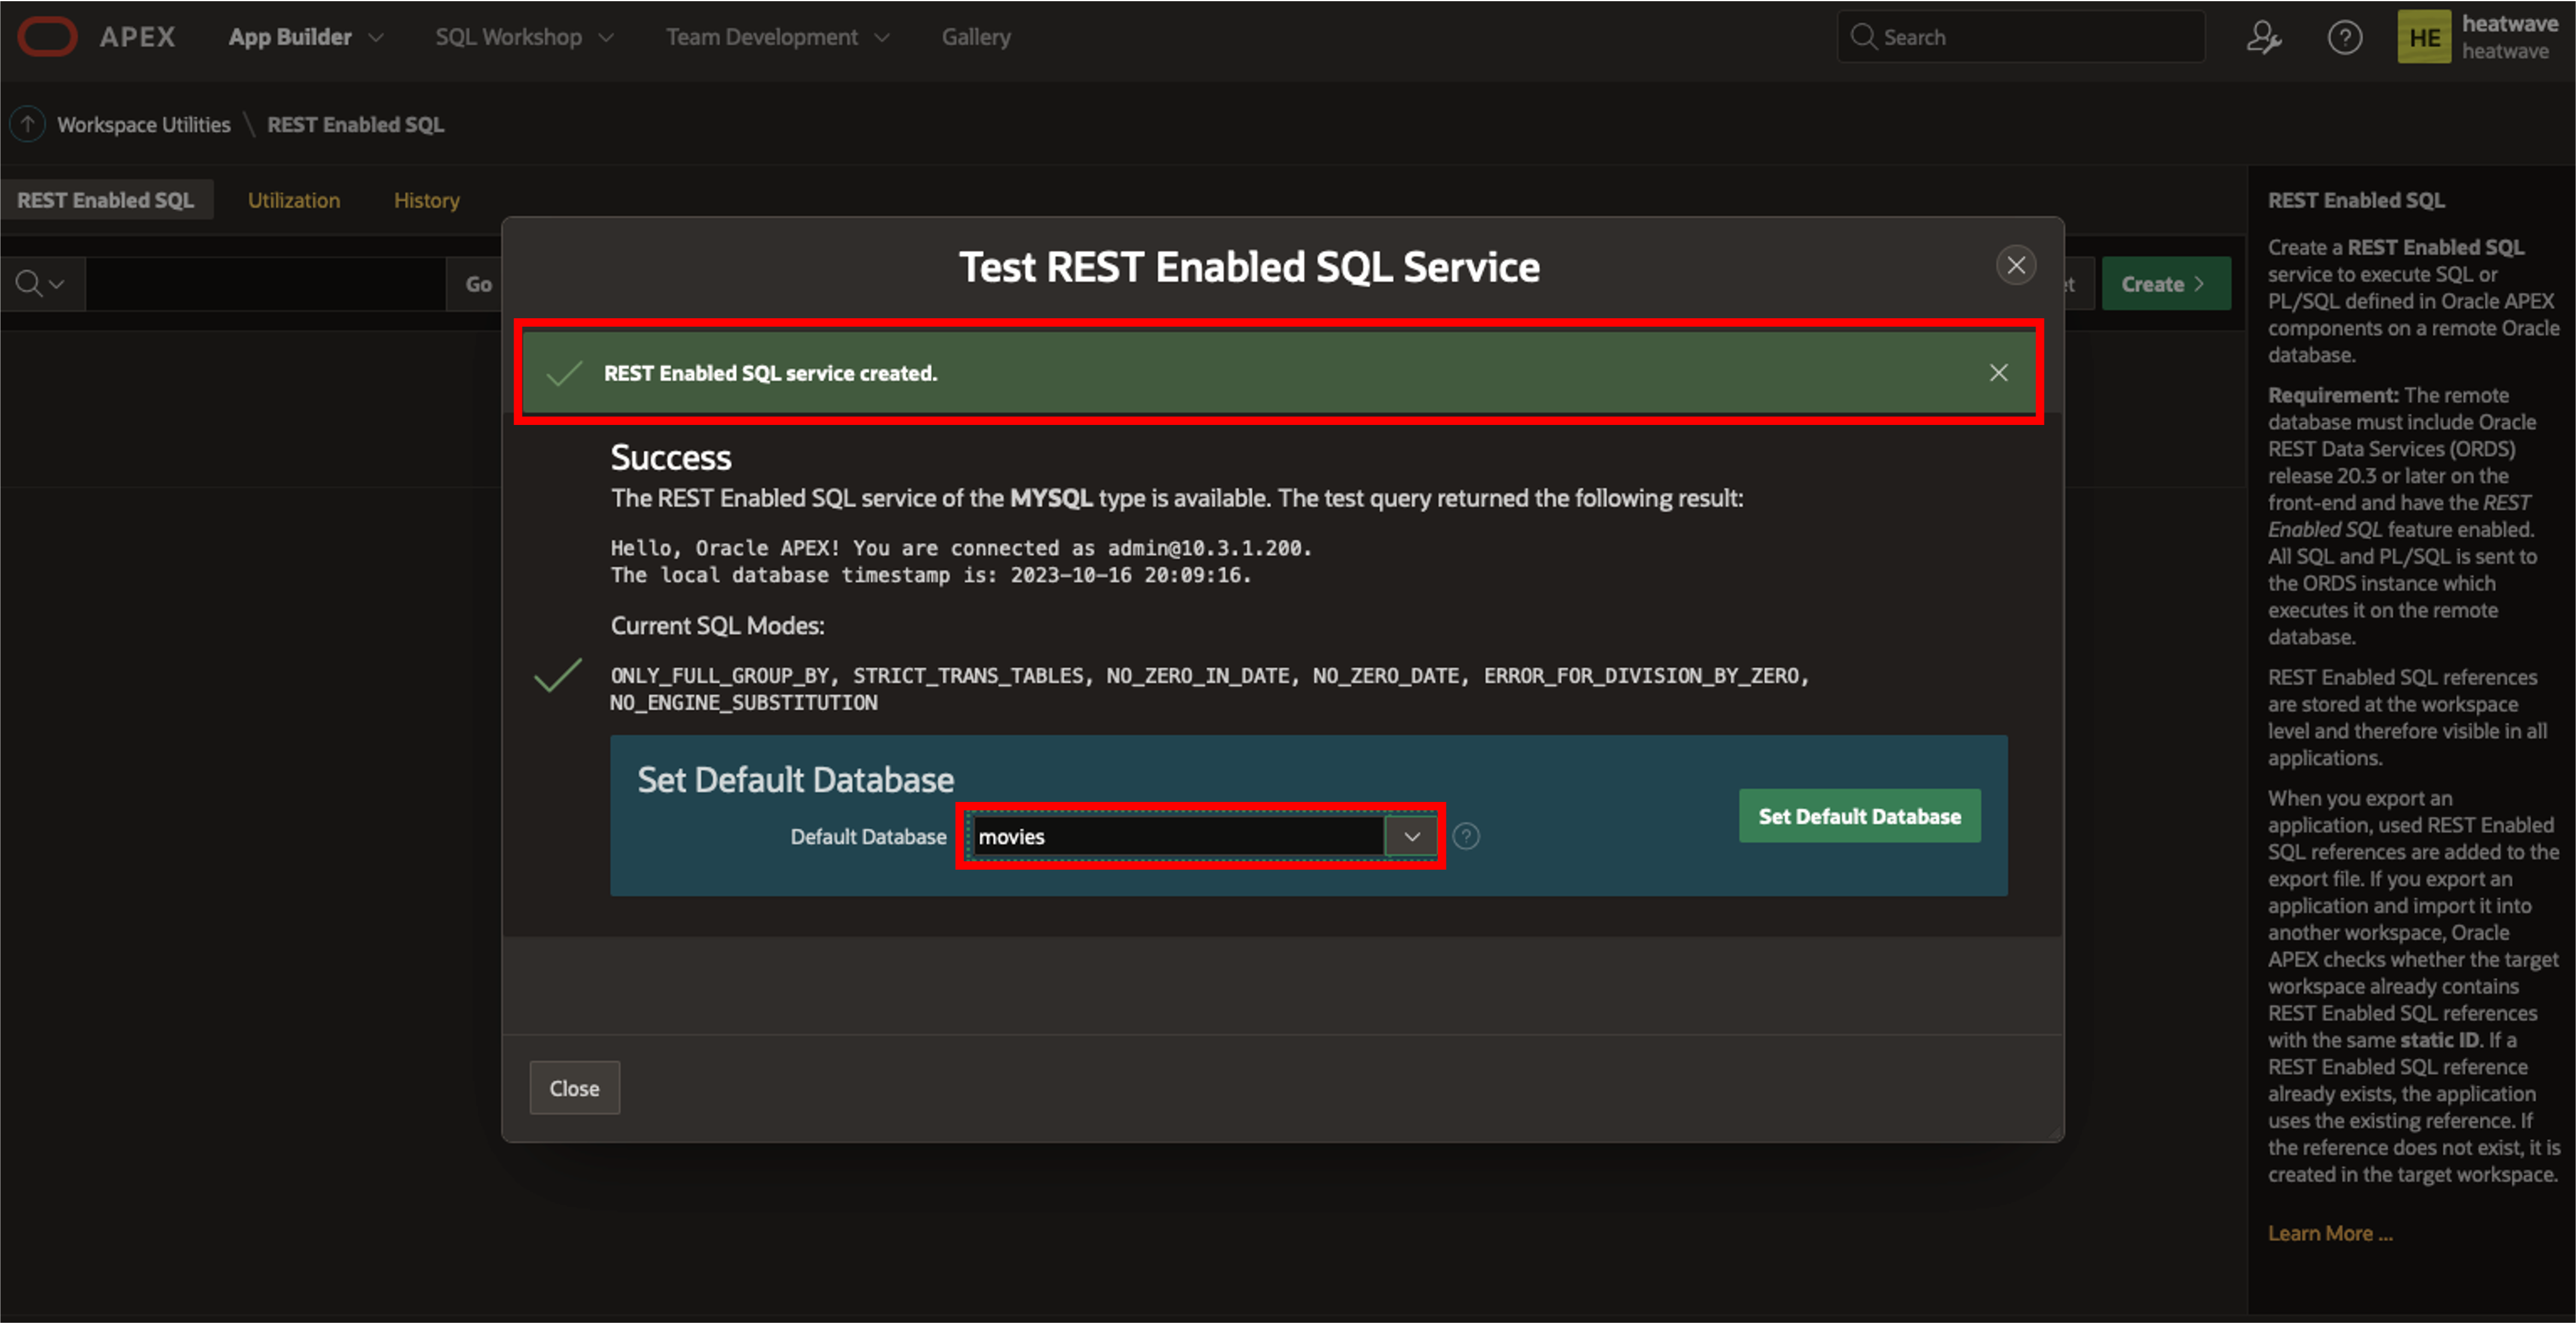 APEX
App Builder
SQL Workshop
Team Development
Gallery
Search
HE
heatwave
heatwave
Workspace Utilities \ REST Enabled SQL
REST Enabled SQL
Utilization
History
Go
Create
Test REST Enabled SQL Service
REST Enabled SQL service created.
Success
The REST Enabled SQL service of the MYSQL type is available. The test query returned the following result:
Hello, Oracle APEX! You are connected as admin@10.3.1.200.
The local database timestamp is: 2023-10-16 20:09:16.
Current SQL Modes:
ONLY_FULL_GROUP_BY, STRICT_TRANS_TABLES, NO_ZERO_IN_DATE, NO_ZERO_DATE, ERROR_FOR_DIVISION_BY_ZERO,
NO_ENGINE_SUBSTITUTION
Set Default Database
Default Database
movies
Set Default Database
Close
REST Enabled SQL
Create a REST Enabled SQL
service to execute SQL or
PL/SQL defined in Oracle APEX
components on a remote Oracle
database.
Requirement: The remote
database must include Oracle
REST Data Services (ORDS)
release 20.3 or later on the
front-end and have the REST
Enabled SQL feature enabled.
All SQL and PL/SQL is sent to
the ORDS instance which
executes it on the remote
database.
REST Enabled SQL references
are stored at the workspace
level and therefore visible in all
applications.
When you export an
application, used REST Enabled
SQL references are added to the
export file. If you export an
application and import it into
another workspace, Oracle
APEX checks whether the target
workspace already contains
REST Enabled SQL references
with the same static ID. If a
REST Enabled SQL reference
already exists, the application
uses the existing reference. If
the reference does not exist, it is
created in the target workspace.
Learn More ...